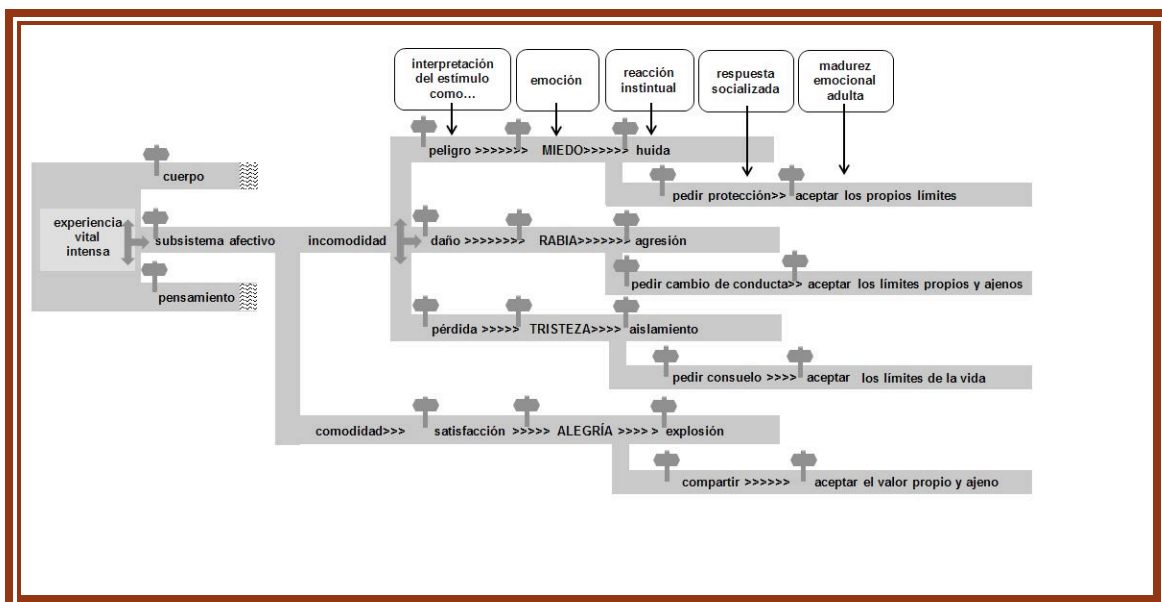 interpretación
del estímulo
como…
emoción
reacción
instintual
respuesta
socializada
madurez
emocional
adulta
peligro >>>>>>> MIEDO>>>>>> huida
cuerpo
pedir protección>> aceptar los propios límites
experiencia
vital
intensa
subsistema afectivo
incomodidad
daño >>>>>>>> RABIA>>>>>>> agresión
pedir cambio de conducta>> aceptar los límites propios y ajenos
pensamiento
pérdida >>>>> TRISTEZA>>>> aislamiento
pedir consuelo >>>> aceptar los límites de la vida
comodidad>>> satisfacción >>>>> ALEGRÍA >>>> > explosión
compartir >>>>>> aceptar el valor propio y ajeno